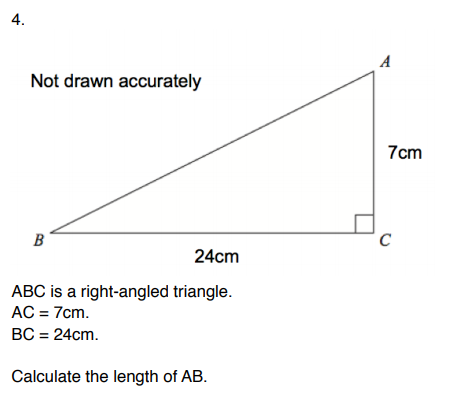 4.
A
Not drawn accurately
7cm
B
C
24cm
ABC is a right-angled triangle.
AC = 7cm.
BC = 24cm.
Calculate the length of AB.